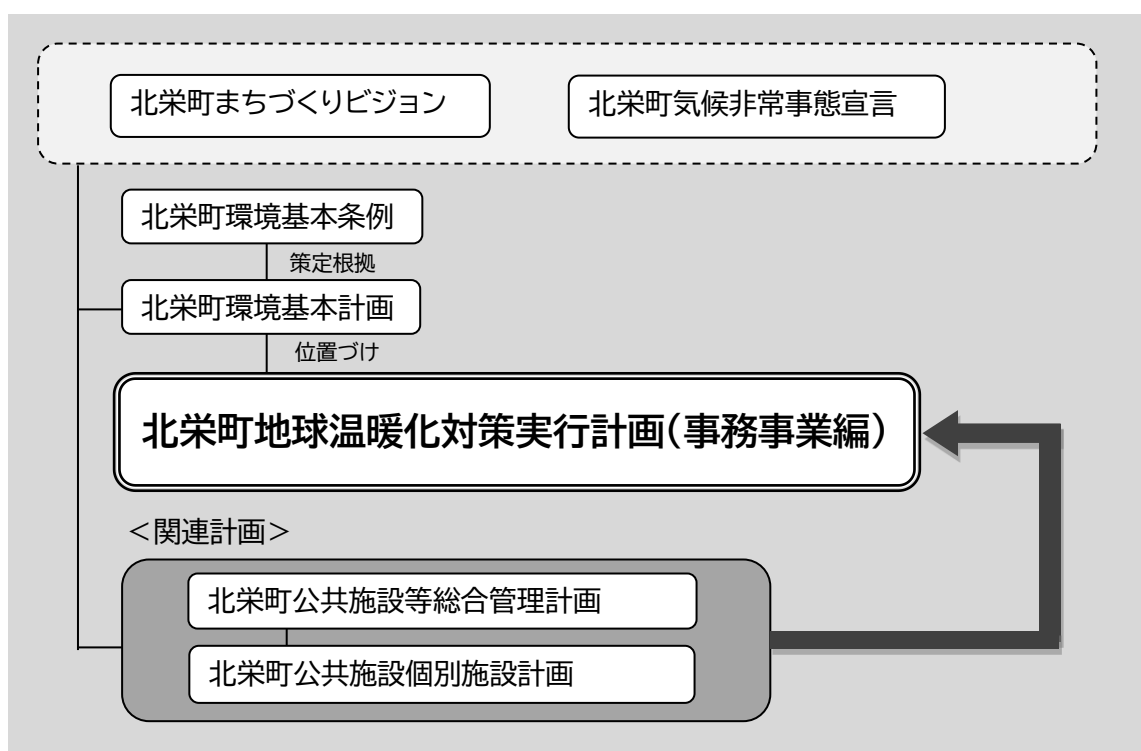 北栄町まちづくりビジョン
北栄町気候非常事態宣言
北栄町環境基本条例
策定根拠
北栄町環境基本計画
位置づけ
北栄町地球温暖化対策実行計画(事務事業編)
<関連計画>
北栄町公共施設等総合管理計画
北栄町公共施設個別施設計画